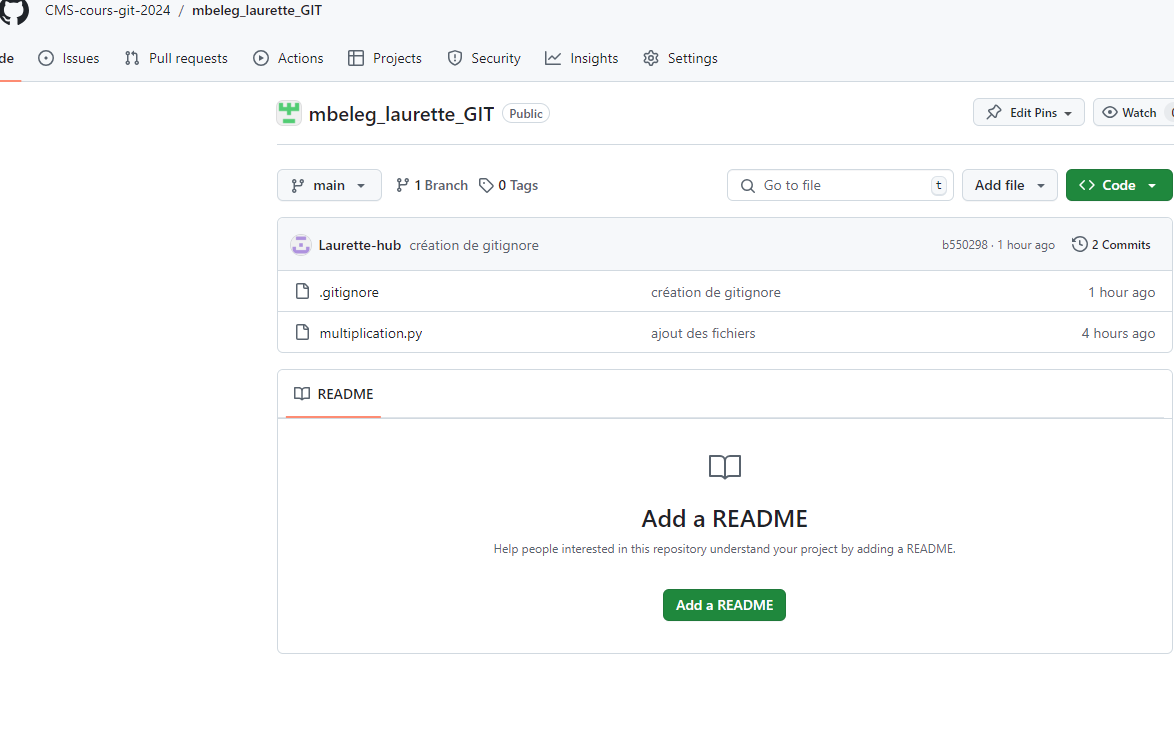 CMS-cours-git-2024 / mbeleg_laurette_GIT
de Issues Pull requests Actions Projects Security Insights Settings
mbeleg_laurette_GIT Public Edit Pins Watch
main 1 Branch 0 Tags Go to file t Add file <> Code
Laurette-hub création de gitignore b550298 · 1 hour ago 2 Commits
.gitignore création de gitignore 1 hour ago
multiplication.py ajout des fichiers 4 hours ago
README
Add a README
Help people interested in this repository understand your project by adding a README.
Add a README